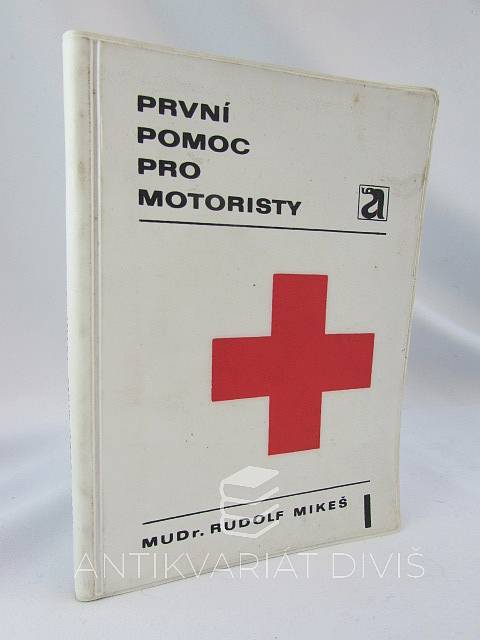 PRVNÍ
POMOC
PRO
MOTORISTY
a
MUDr. RUDOLF MIKEŠ
I
ANTIKVARIÁT DIVIŠ